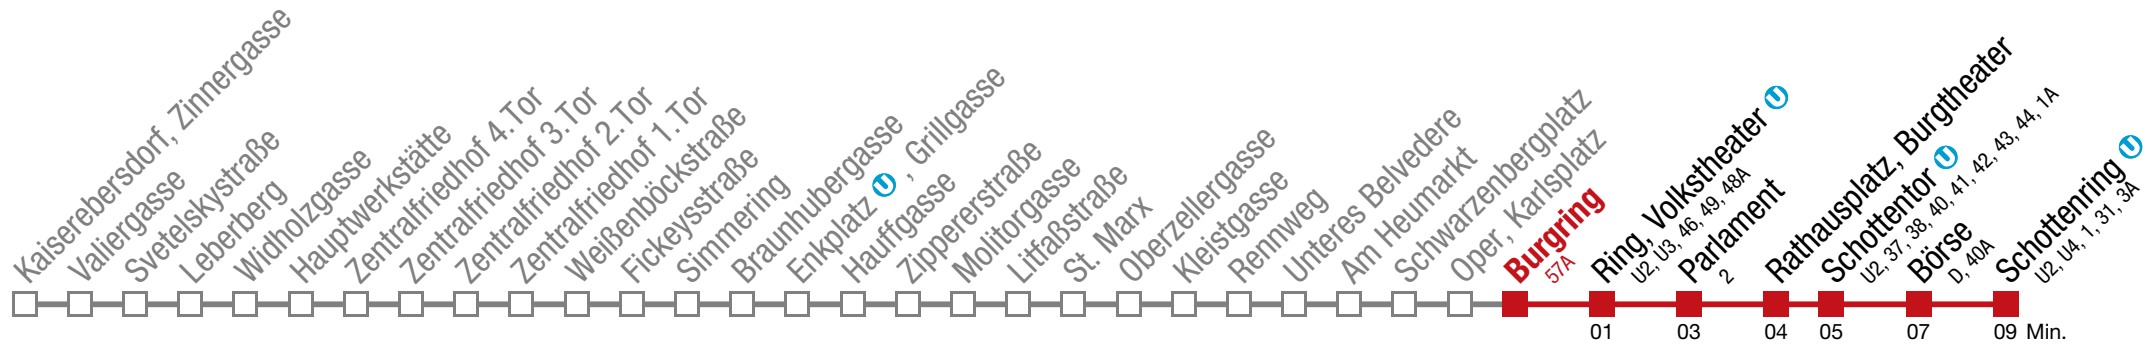 Kaiserebersdorf, Zinnergasse
Valiergasse
Svetelskystraße
Leberberg
Widholzgasse
Hauptwerkstätte
Zentralfriedhof 4.Tor
Zentralfriedhof 3.Tor
Zentralfriedhof 2.Tor
Zentralfriedhof 1.Tor
Weißenböckstraße
Fickeysstraße
Simmering
Braunhubergasse
Enkplatz U , Grillgasse
Hauffgasse
Zippererstraße
Molitorgasse
Litfaßstraße
St. Marx
Oberzellergasse
Kleistgasse
Rennweg
Unteres Belvedere
Am Heumarkt
Schwarzenbergplatz
Oper, Karlsplatz
Burgring
57A
Ring, Volkstheater U
U2, U3, 46, 49, 48A
Parlament
2
Rathausplatz, Burgtheater
Schottentor U
U2, 37, 38, 40, 41, 42, 43, 44, 1A
Börse
D, 40A
Schottenring U
U2, U4, 1, 31, 3A
01 03 04 05 07 09 Min.